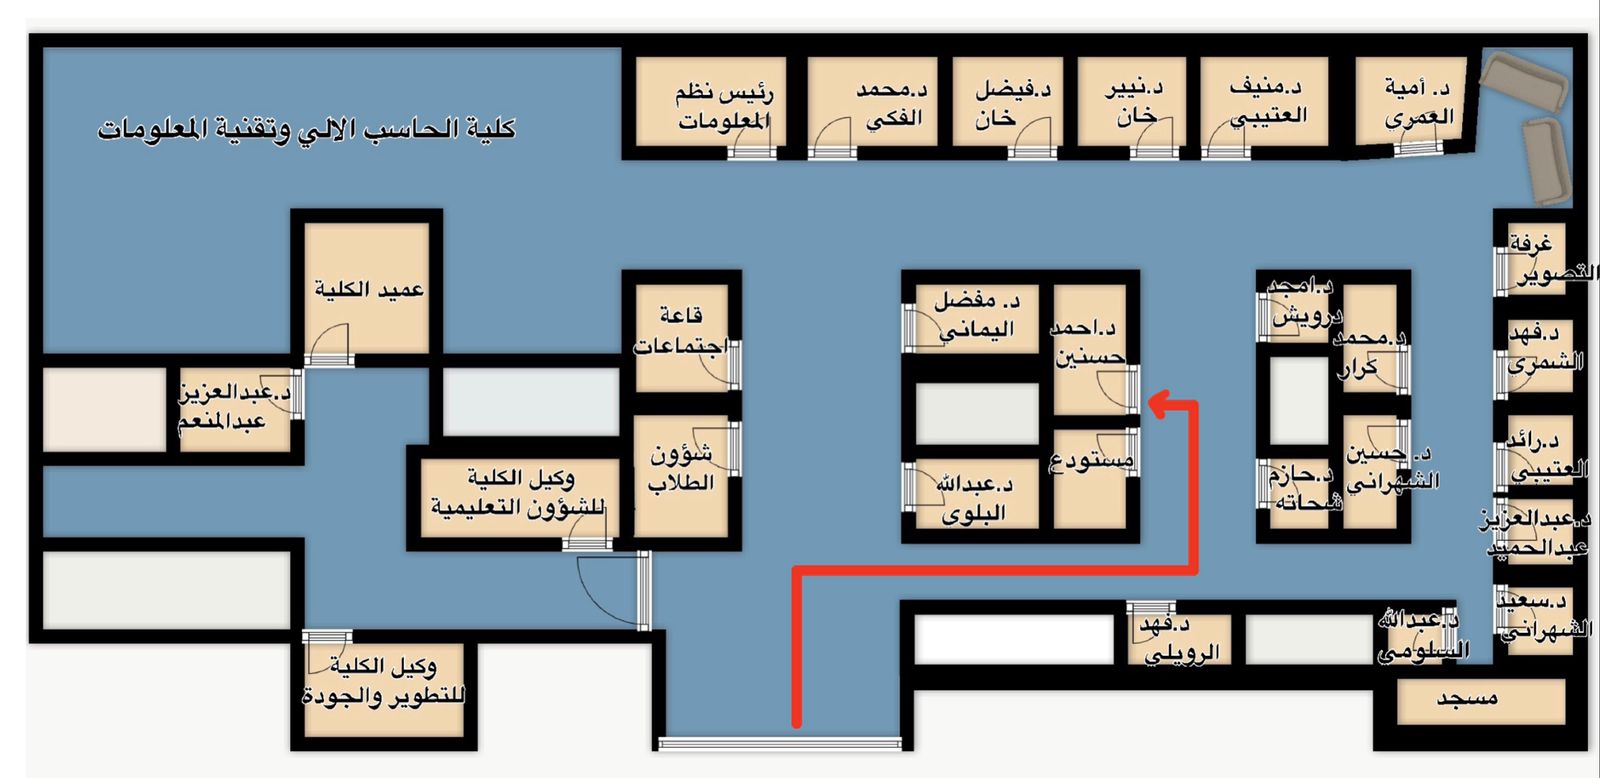 كلية الحاسب الالي وتقنية المعلومات
رئيس نظم
المعلومات
د.محمد
الفكي
د.فيضل
خان
د.نيير
خان
د.منيف
العتيبي
د. أمية
العمري
غرفة
التصوير
عميد الكلية
قاعة
اجتماعات
د. مفضل
اليماني
د.احمد
حسنين
د.امجد
درويش
د.محمد
كرار
د.فهد
الشمري
د.عبدالعزيز
عبدالمنعم
شؤون
الطلاب
وكيل الكلية
للشؤون التعليمية
د.عبدالله
البلوي
مستودع
د.حازم
شحاته
د. حسين
الشهراني
د.رائد
العتيبي
د.عبدالعزيز
عبدالحميد
د.سعيد
الشهراني
د.فهد
الرويلي
د.عبدالله
السلومي
وكيل الكلية
للتطوير والجودة
مسجد